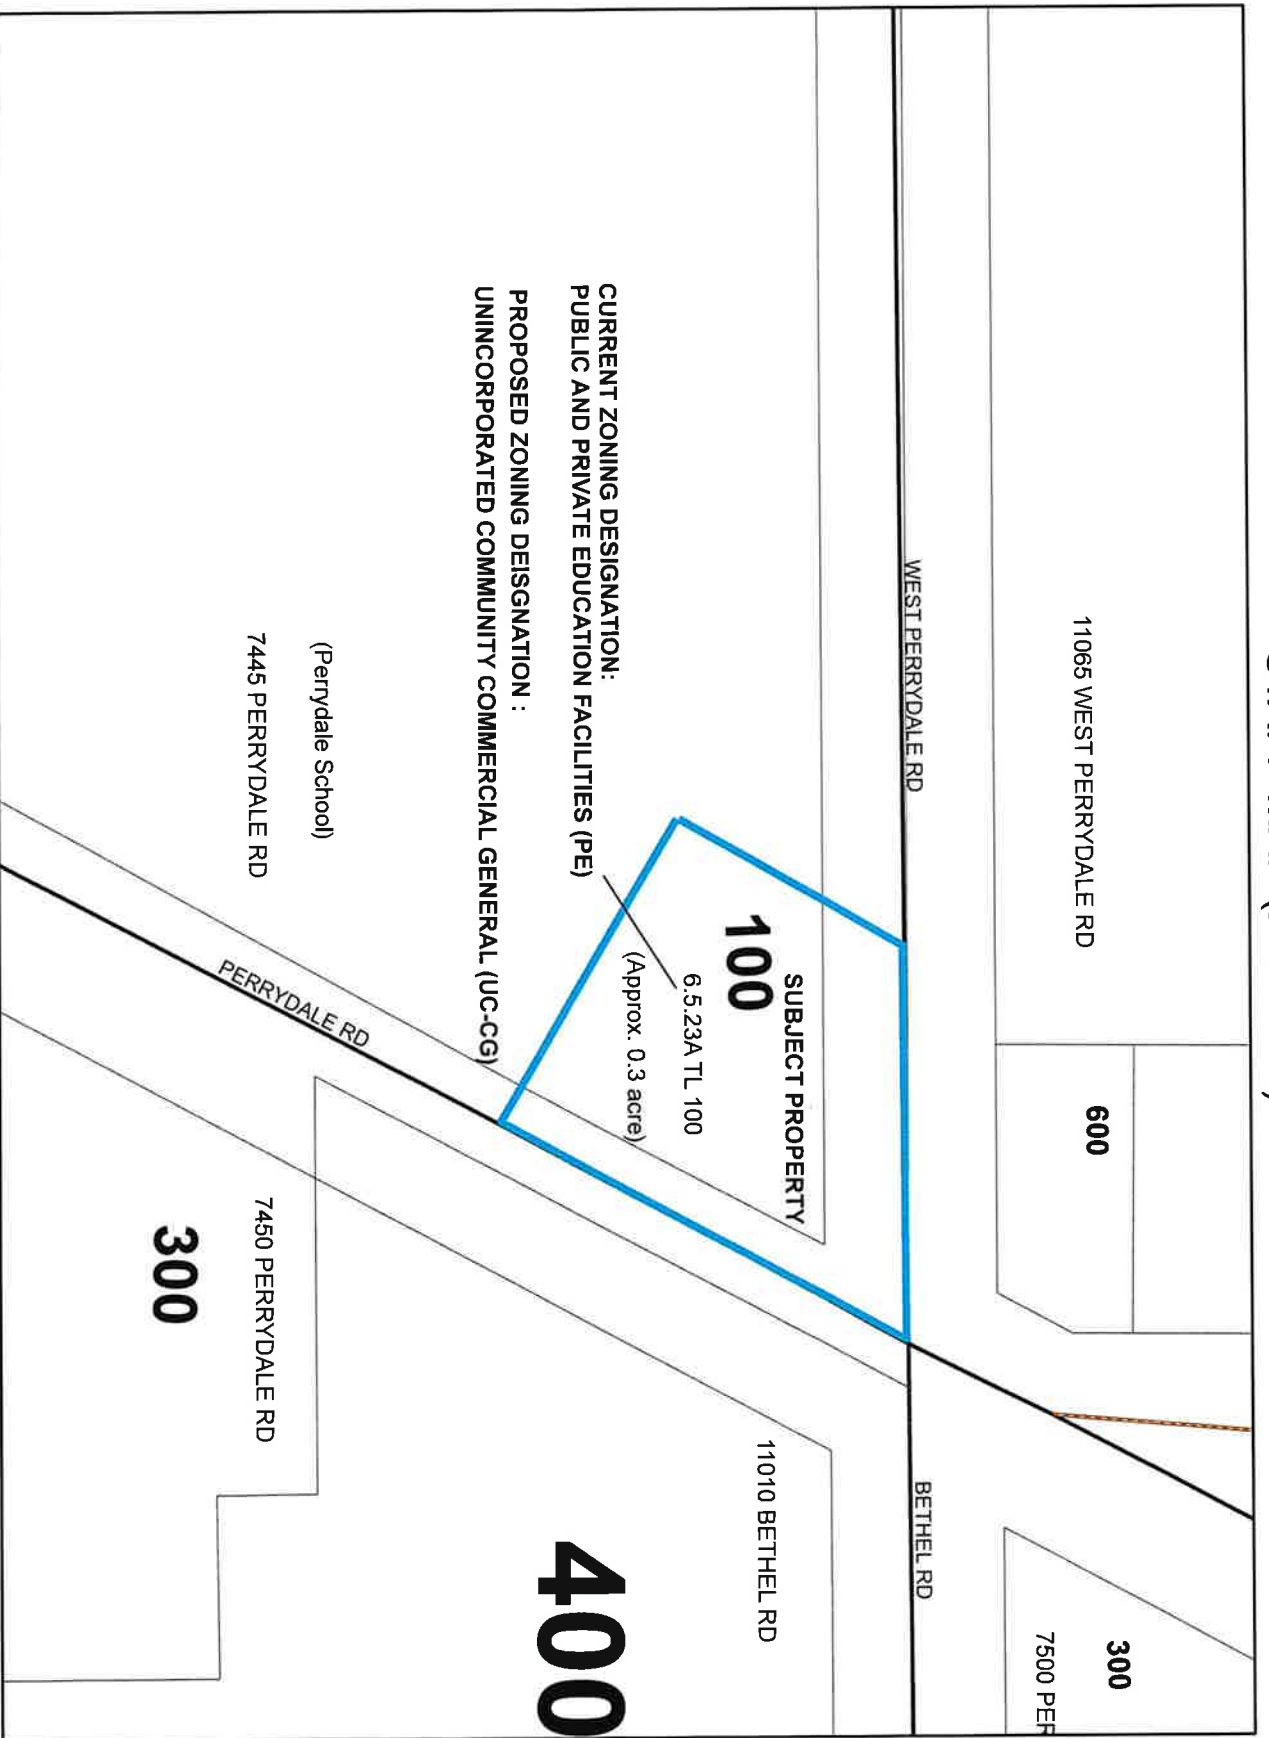 11065 WEST PERRYDALE RD
600
300
7500 PER
WEST PERRYDALE RD
BETHEL RD
SUBJECT PROPERTY
100
6.5.23A TL 100
(Approx. 0.3 acre)
11010 BETHEL RD
CURRENT ZONING DESIGNATION:
PUBLIC AND PRIVATE EDUCATION FACILITIES (PE)
PROPOSED ZONING DEISGNATION :
UNINCORPORATED COMMUNITY COMMERCIAL GENERAL (UC-CG)
400
(Perrydale School)
7445 PERRYDALE RD
PERRYDALE RD
7450 PERRYDALE RD
300